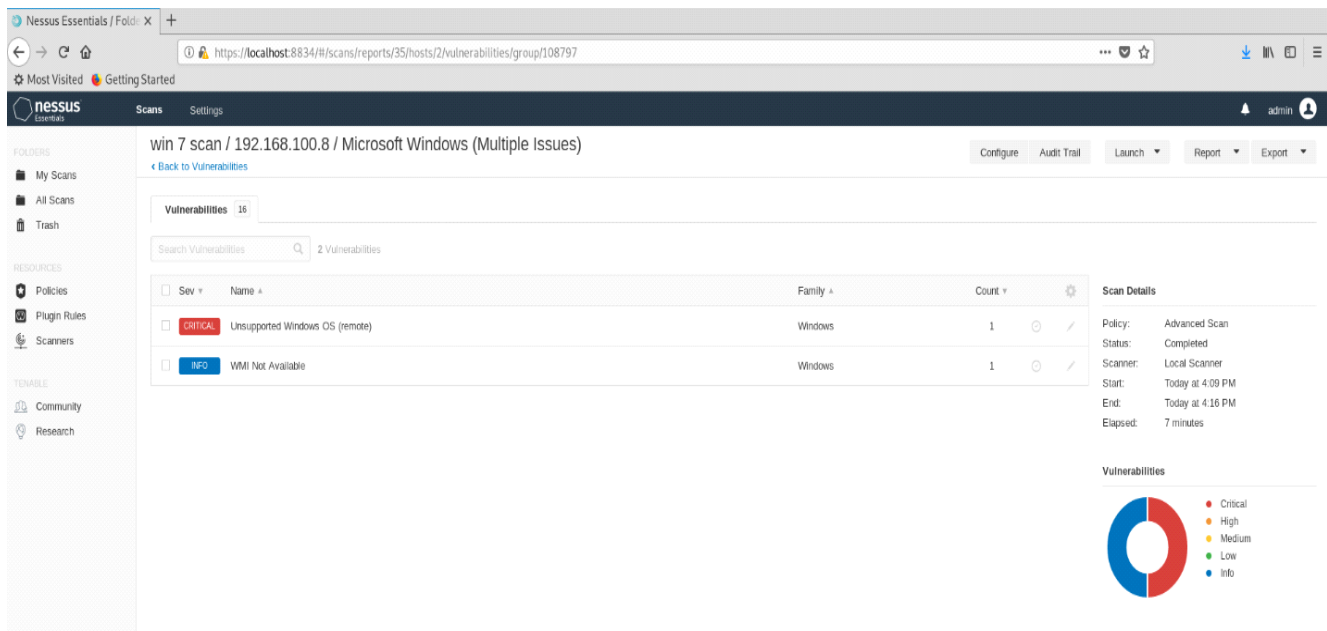 Nessus Essentials / Folde
https://localhost:8834/#/scans/reports/35/hosts/2/vulnerabilities/group/108797
Most Visited Getting Started
nessus
Essentials
Scans Settings
admin
FOLDERS
My Scans
All Scans
Trash
RESOURCES
Policies
Plugin Rules
Scanners
TENABLE
Community
Research
win 7 scan / 192.168.100.8 / Microsoft Windows (Multiple Issues)
Back to Vulnerabilities
Configure Audit Trail Launch Report Export
Vulnerabilities 16
Search Vulnerabilities 2 Vulnerabilities
Sev Name Family Count
CRITICAL Unsupported Windows OS (remote) Windows 1
INFO WMI Not Available Windows 1
Scan Details
Policy: Advanced Scan
Status: Completed
Scanner: Local Scanner
Start: Today at 4:09 PM
End: Today at 4:16 PM
Elapsed: 7 minutes
Vulnerabilities
Critical
High
Medium
Low
Info